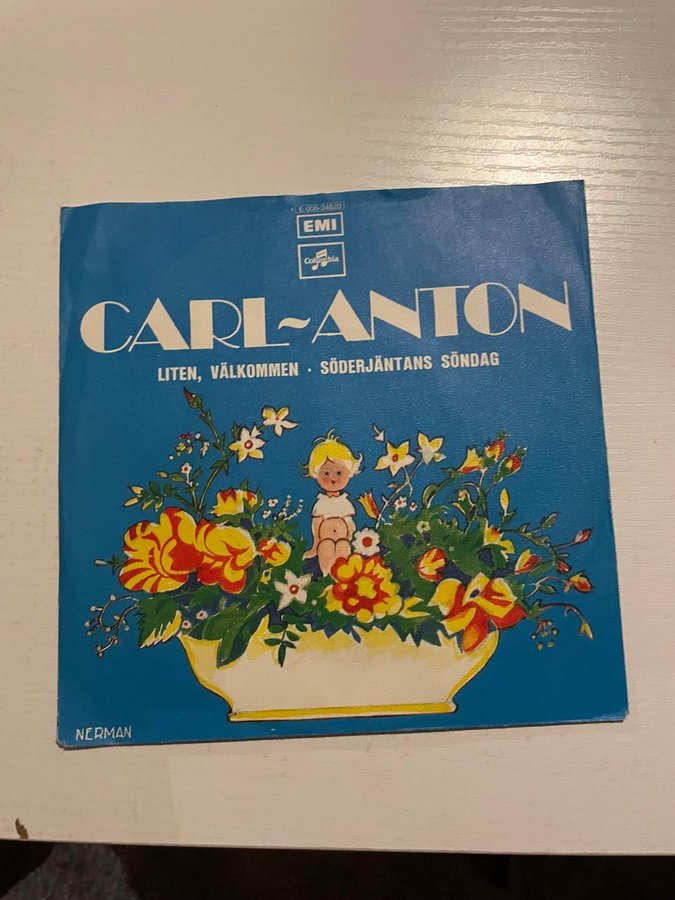 E 006-34820
EMI
Columbia
CARL~ANTON
LITEN, VÄLKOMMEN · SÖDERJÄNTANS SÖNDAG
NERMAN